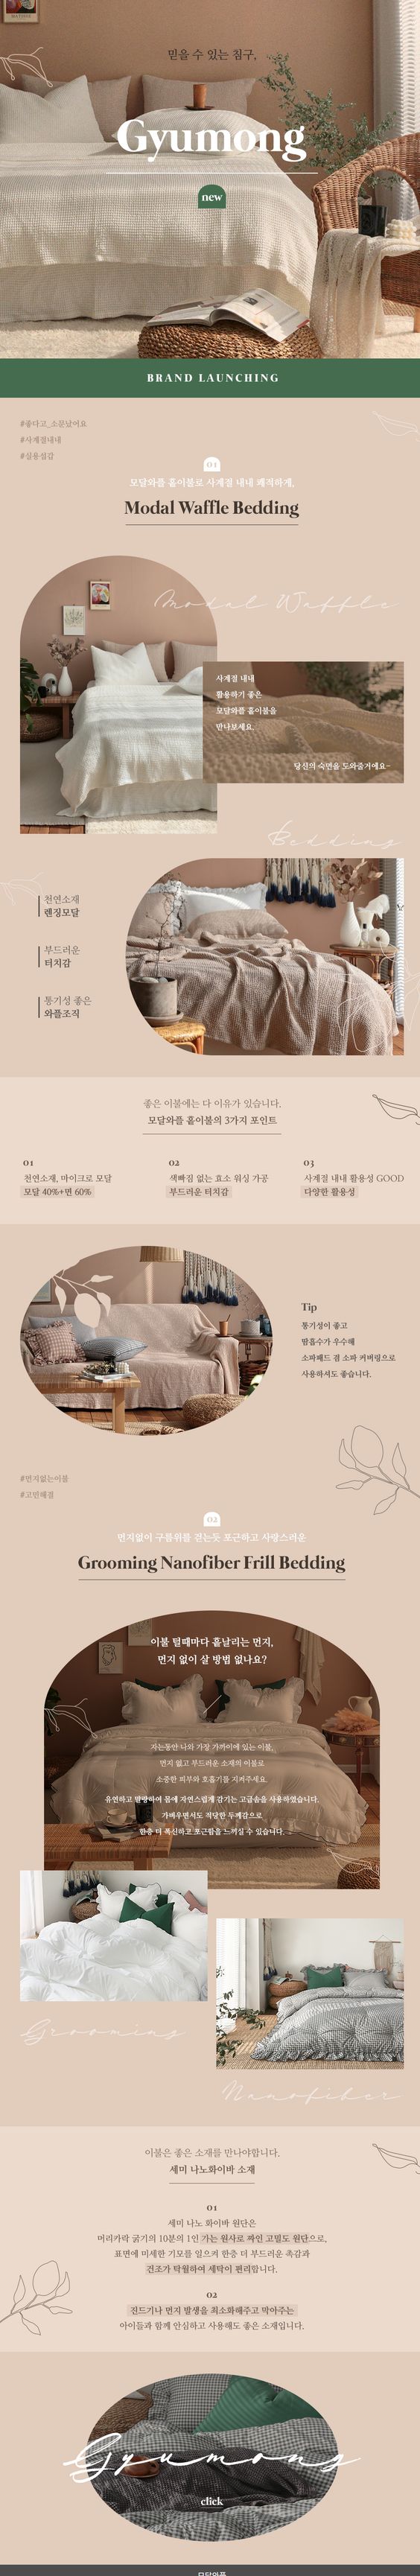 믿을 수 있는 침구,
Gyumong
new
BRAND LAUNCHING
#좋다고_소문났어요
#사계절내내
#실용성갑
01
모달와플 홑이불로 사계절 내내 쾌적하게,
Modal Waffle Bedding
Modal Waffle
사계절 내내
활용하기 좋은
모달와플 홑이불을
만나보세요.
당신의 숙면을 도와줄거에요~
Bedding
천연소재
렌징모달
부드러운
터치감
통기성 좋은
와플조직
좋은 이불에는 다 이유가 있습니다.
모달와플 홑이불의 3가지 포인트
01
천연소재, 마이크로 모달
모달 40%+면 60%
02
색빠짐 없는 효소 워싱 가공
부드러운 터치감
03
사계절 내내 활용성 GOOD
다양한 활용성
Tip
통기성이 좋고
땀흡수가 우수해
소파패드 겸 소파 커버링으로
사용하셔도 좋습니다.
#먼지없는이불
#고민해결
02
먼지없이 구름위를 걷는듯 포근하고 사랑스러운
Grooming Nanofiber Frill Bedding
이불 털때마다 흩날리는 먼지,
먼지 없이 살 방법 없나요?
자는동안 나와 가장 가까이에 있는 이불,
먼지 없고 부드러운 소재의 이불로
소중한 피부와 호흡기를 지켜주세요.
유연하고 말랑하여 몸에 자연스럽게 감기는 고급솜을 사용하였습니다.
가벼우면서도 적당한 두께감으로
한층 더 폭신하고 포근함을 느끼실 수 있습니다.
Grooming
Nanofiber
이불은 좋은 소재를 만나야합니다.
세미 나노화이바 소재
01
세미 나노 화이바 원단은
머리카락 굵기의 10분의 1인 가는 원사로 짜인 고밀도 원단으로,
표면에 미세한 기모를 일으켜 한층 더 부드러운 촉감과
건조가 탁월하여 세탁이 편리합니다.
02
진드기나 먼지 발생을 최소화해주고 막아주는
아이들과 함께 안심하고 사용해도 좋은 소재입니다.
Gyumong
click